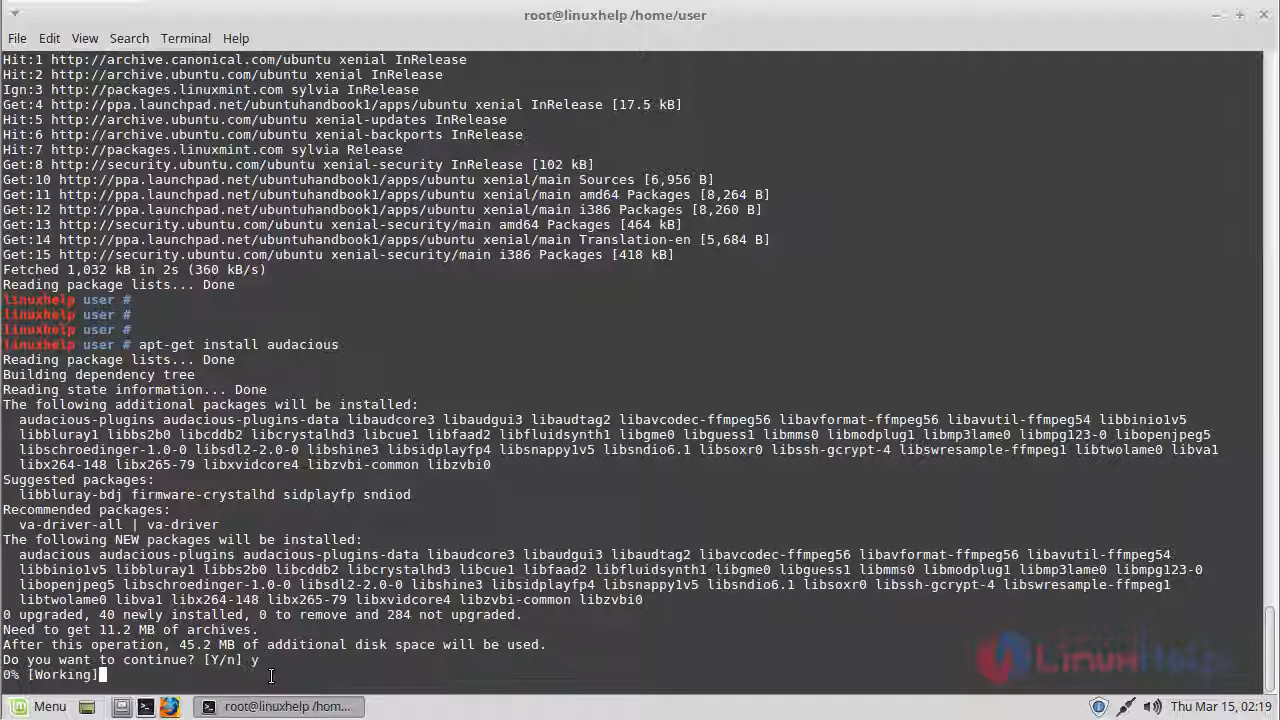 root@linuxhelp /home/user
File Edit View Search Terminal Help
Hit:1 http://archive.canonical.com/ubuntu xenial InRelease
Hit:2 http://archive.ubuntu.com/ubuntu xenial InRelease
Ign:3 http://packages.linuxmint.com sylvia InRelease
Get:4 http://ppa.launchpad.net/ubuntuhandbook1/apps/ubuntu xenial InRelease [17.5 kB]
Hit:5 http://archive.ubuntu.com/ubuntu xenial-updates InRelease
Hit:6 http://archive.ubuntu.com/ubuntu xenial-backports InRelease
Hit:7 http://packages.linuxmint.com sylvia Release
Get:8 http://security.ubuntu.com/ubuntu xenial-security InRelease [102 kB]
Get:10 http://ppa.launchpad.net/ubuntuhandbook1/apps/ubuntu xenial/main Sources [6,956 B]
Get:11 http://ppa.launchpad.net/ubuntuhandbook1/apps/ubuntu xenial/main amd64 Packages [8,264 B]
Get:12 http://ppa.launchpad.net/ubuntuhandbook1/apps/ubuntu xenial/main i386 Packages [8,260 B]
Get:13 http://security.ubuntu.com/ubuntu xenial-security/main amd64 Packages [464 kB]
Get:14 http://ppa.launchpad.net/ubuntuhandbook1/apps/ubuntu xenial/main Translation-en [5,684 B]
Get:15 http://security.ubuntu.com/ubuntu xenial-security/main i386 Packages [418 kB]
Fetched 1,032 kB in 2s (360 kB/s)
Reading package lists... Done
linuxhelp user #
linuxhelp user #
linuxhelp user #
linuxhelp user # apt-get install audacious
Reading package lists... Done
Building dependency tree
Reading state information... Done
The following additional packages will be installed:
audacious-plugins audacious-plugins-data libaudcore3 libaudgui3 libaudtag2 libavcodec-ffmpeg56 libavformat-ffmpeg56 libavutil-ffmpeg54 libbinio1v5
libbluray1 libbs2b0 libcddb2 libcrystalhd3 libcue1 libfaad2 libfluidsynth1 libgme0 libguess1 libmms0 libmodplug1 libmp3lame0 libmpg123-0 libopenjpeg5
libschroedinger-1.0-0 libsdl2-2.0-0 libshine3 libsidplayfp4 libsnappy1v5 libsndio6.1 libsoxr0 libssh-gcrypt-4 libswresample-ffmpeg1 libtwolame0 libva1
libx264-148 libx265-79 libxvidcore4 libzvbi-common libzvbi0
Suggested packages:
libbluray-bdj firmware-crystalhd sidplayfp sndiod
Recommended packages:
va-driver-all | va-driver
The following NEW packages will be installed:
audacious audacious-plugins audacious-plugins-data libaudcore3 libaudgui3 libaudtag2 libavcodec-ffmpeg56 libavformat-ffmpeg56 libavutil-ffmpeg54
libbinio1v5 libbluray1 libbs2b0 libcddb2 libcrystalhd3 libcue1 libfaad2 libfluidsynth1 libgme0 libguess1 libmms0 libmodplug1 libmp3lame0 libmpg123-0
libopenjpeg5 libschroedinger-1.0-0 libsdl2-2.0-0 libshine3 libsidplayfp4 libsnappy1v5 libsndio6.1 libsoxr0 libssh-gcrypt-4 libswresample-ffmpeg1
libtwolame0 libva1 libx264-148 libx265-79 libxvidcore4 libzvbi-common libzvbi0
0 upgraded, 40 newly installed, 0 to remove and 284 not upgraded.
Need to get 11.2 MB of archives.
After this operation, 45.2 MB of additional disk space will be used.
Do you want to continue? [Y/n] y
0% [Working]
LinuxHelp
Menu root@linuxhelp /hom... Thu Mar 15, 02:19